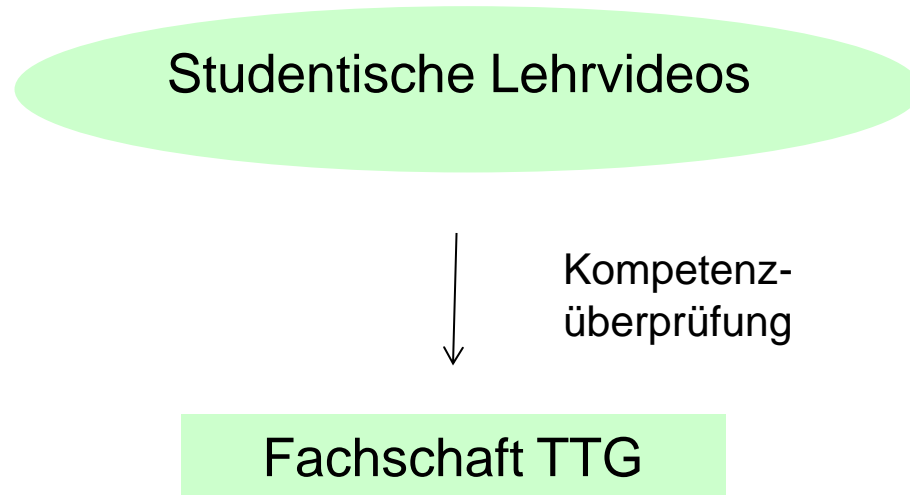 Studentische Lehrvideos
Kompetenz-
überprüfung
Fachschaft TTG